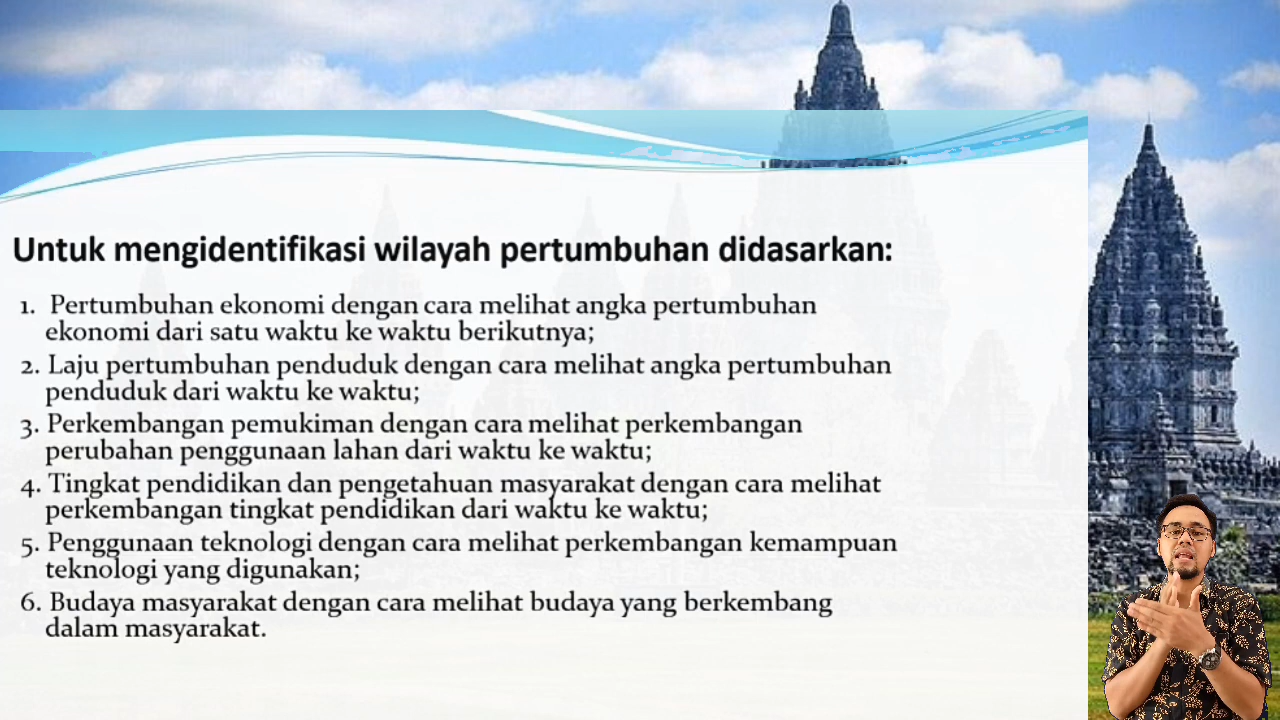 Untuk mengidentifikasi wilayah pertumbuhan didasarkan:
1. Pertumbuhan ekonomi dengan cara melihat angka pertumbuhan
ekonomi dari satu waktu ke waktu berikutnya;
2. Laju pertumbuhan penduduk dengan cara melihat angka pertumbuhan
penduduk dari waktu ke waktu;
3. Perkembangan pemukiman dengan cara melihat perkembangan
perubahan penggunaan lahan dari waktu ke waktu;
4. Tingkat pendidikan dan pengetahuan masyarakat dengan cara melihat
perkembangan tingkat pendidikan dari waktu ke waktu;
5. Penggunaan teknologi dengan cara melihat perkembangan kemampuan
teknologi yang digunakan;
6. Budaya masyarakat dengan cara melihat budaya yang berkembang
dalam masyarakat.